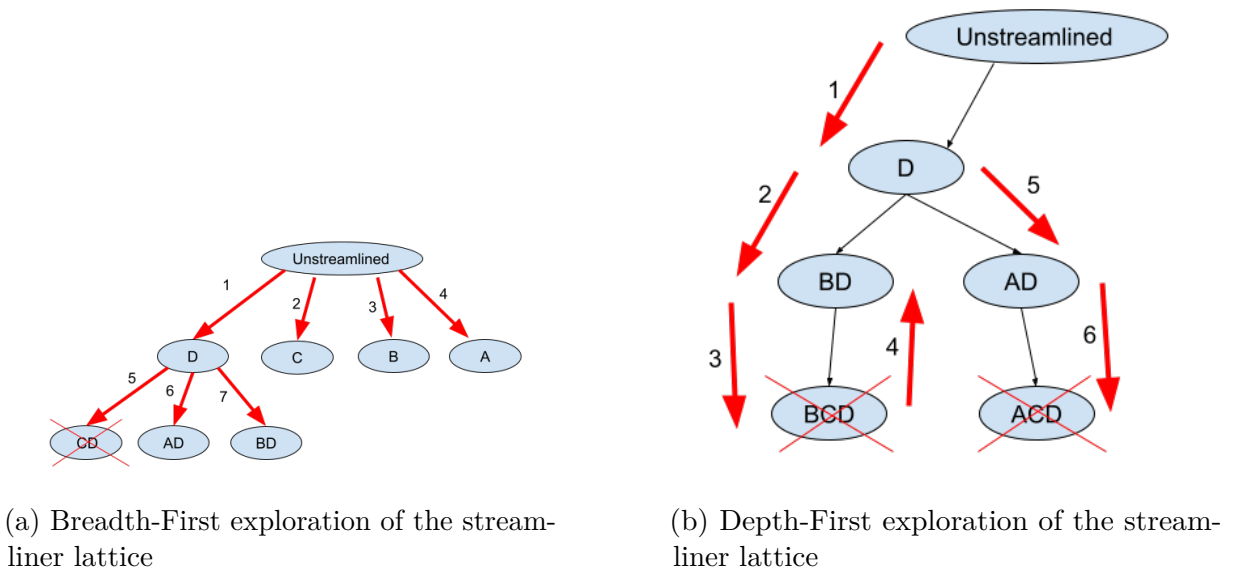 Unstreamlined
1
2
3
4
D
C
B
A
5
6
7
CD
AD
BD
(a) Breadth-First exploration of the stream-
liner lattice
Unstreamlined
1
D
2
5
BD
AD
3
4
6
BCD
ACD
(b) Depth-First exploration of the stream-
liner lattice